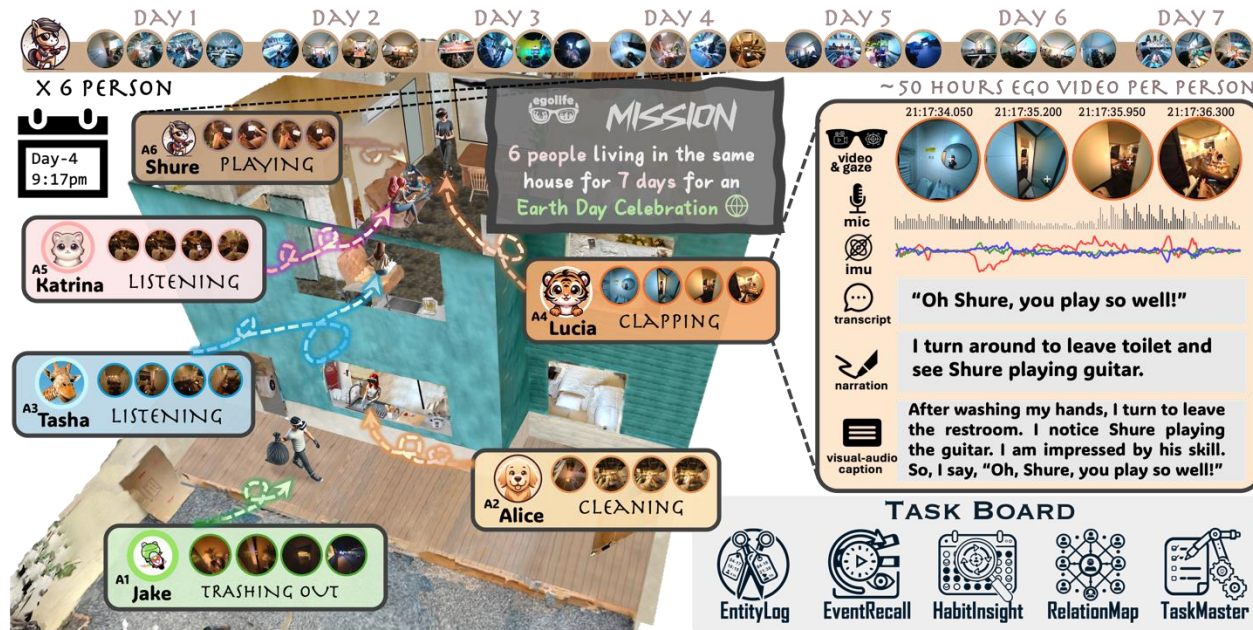 DAY 1
DAY 2
DAY 3
DAY 4
DAY 5
DAY 6
DAY 7
X 6 PERSON
~50 HOURS EGO VIDEO PER PERSON
Day-4
9:17pm
A6
Shure
PLAYING
egolife
MISSION
6 people living in the same
house for 7 days for an
Earth Day Celebration
A5
Katrina
LISTENING
A4
Lucia
CLAPPING
A3
Tasha
LISTENING
A2
Alice
CLEANING
A1
Jake
TRASHING OUT
21:17:34.050
21:17:35.200
21:17:35.950
21:17:36.300
video
& gaze
mic
imu
transcript
“Oh Shure, you play so well!”
narration
I turn around to leave toilet and
see Shure playing guitar.
visual-audio
caption
After washing my hands, I turn to leave
the restroom. I notice Shure playing
the guitar. I am impressed by his skill.
So, I say, “Oh, Shure, you play so well!”
TASK BOARD
EntityLog
EventRecall
HabitInsight
RelationMap
TaskMaster